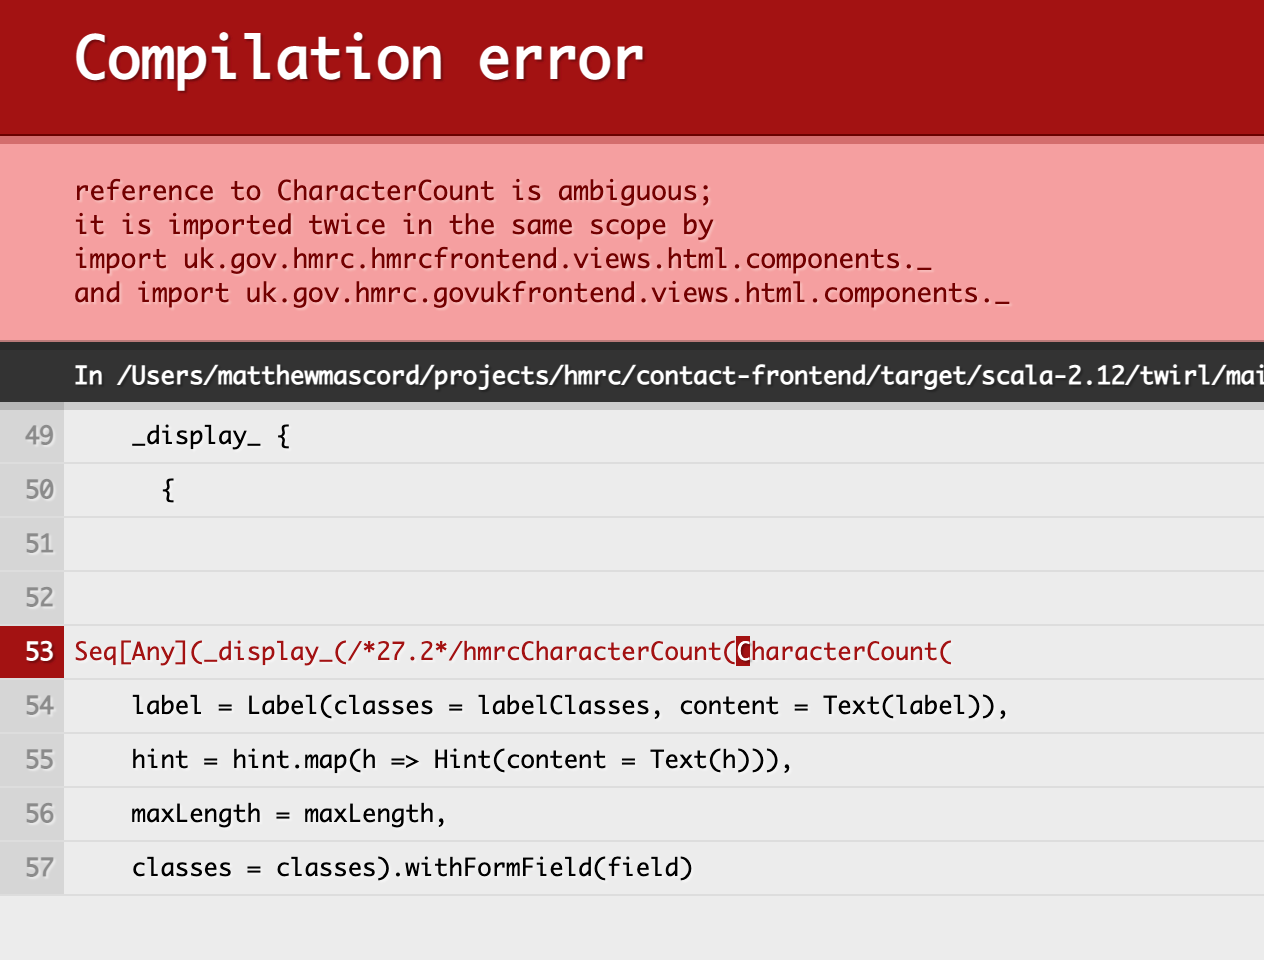 Compilation error
reference to CharacterCount is ambiguous;
it is imported twice in the same scope by
import uk.gov.hmrc.hmrcfrontend.views.html.components._
and import uk.gov.hmrc.govukfrontend.views.html.components._
In /Users/matthewmascord/projects/hmrc/contact-frontend/target/scala-2.12/twirl/mai
49 _display_ {
50 {
51
52
53 Seq[Any](_display_(/*27.2*/hmrcCharacterCount(CharacterCount(
54 label = Label(classes = labelClasses, content = Text(label)),
55 hint = hint.map(h => Hint(content = Text(h))),
56 maxLength = maxLength,
57 classes = classes).withFormField(field)